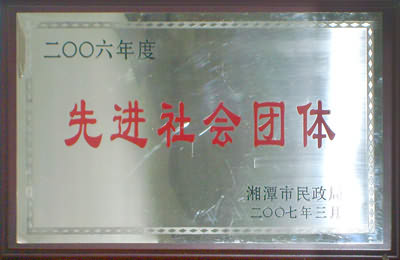 二〇〇六年度
先进社会团体
湘潭市民政局
二〇〇七年三月